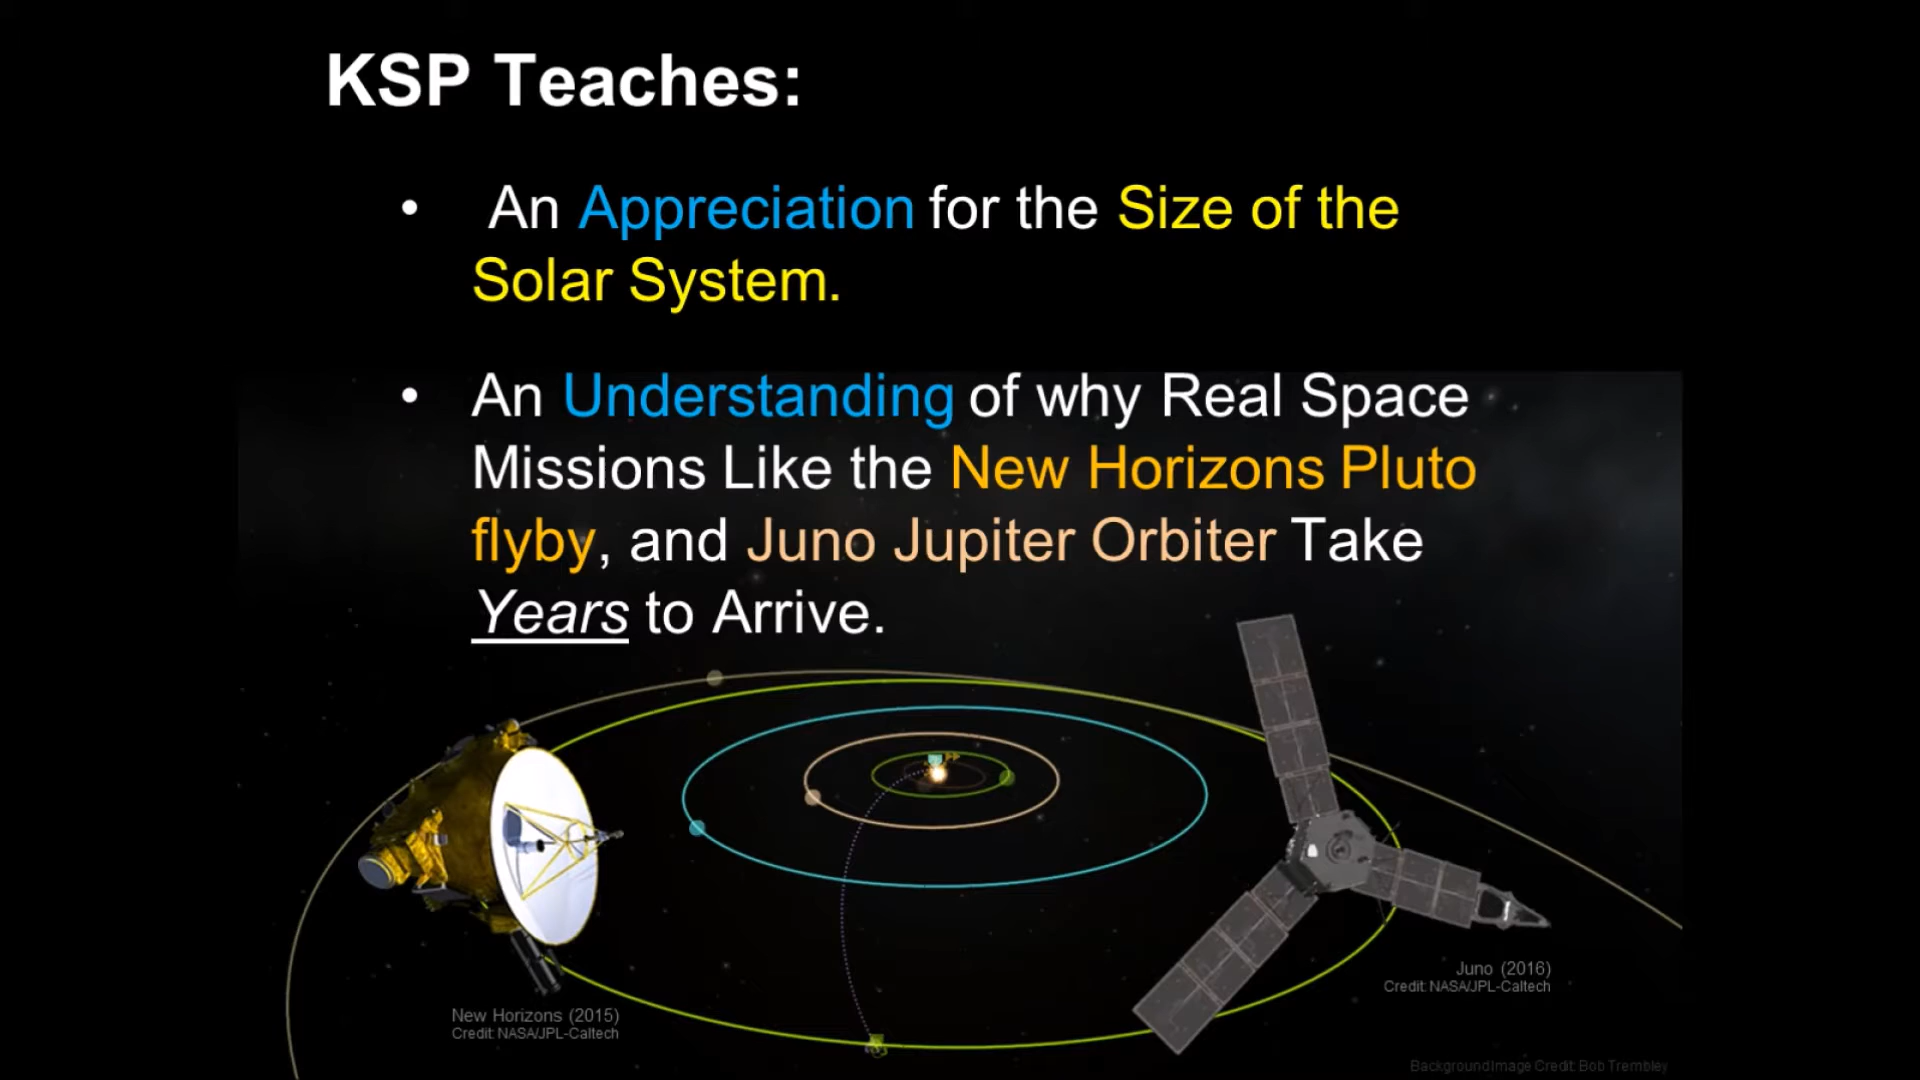 KSP Teaches:
• An Appreciation for the Size of the
Solar System.
• An Understanding of why Real Space
Missions Like the New Horizons Pluto
flyby, and Juno Jupiter Orbiter Take
Years to Arrive.
Juno (2016)
Credit: NASA/JPL-Caltech
New Horizons (2015)
Credit: NASA/JPL-Caltech
Background Image Credit: Bob Trembley